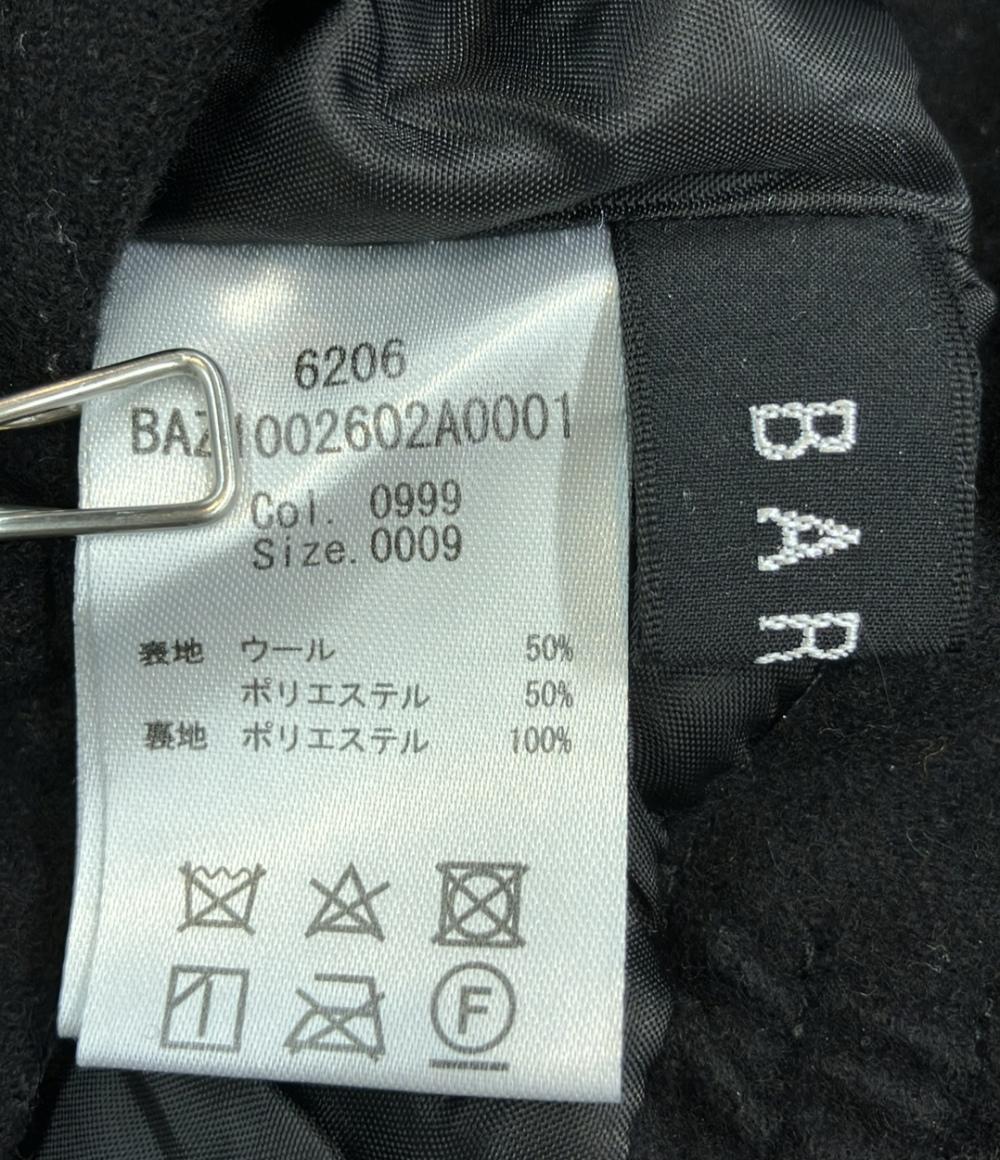 6206
BAZ1002602A0001
Col. 0999
Size. 0009
表地 ウール 50%
ポリエステル 50%
裏地 ポリエステル 100%
F
BAR